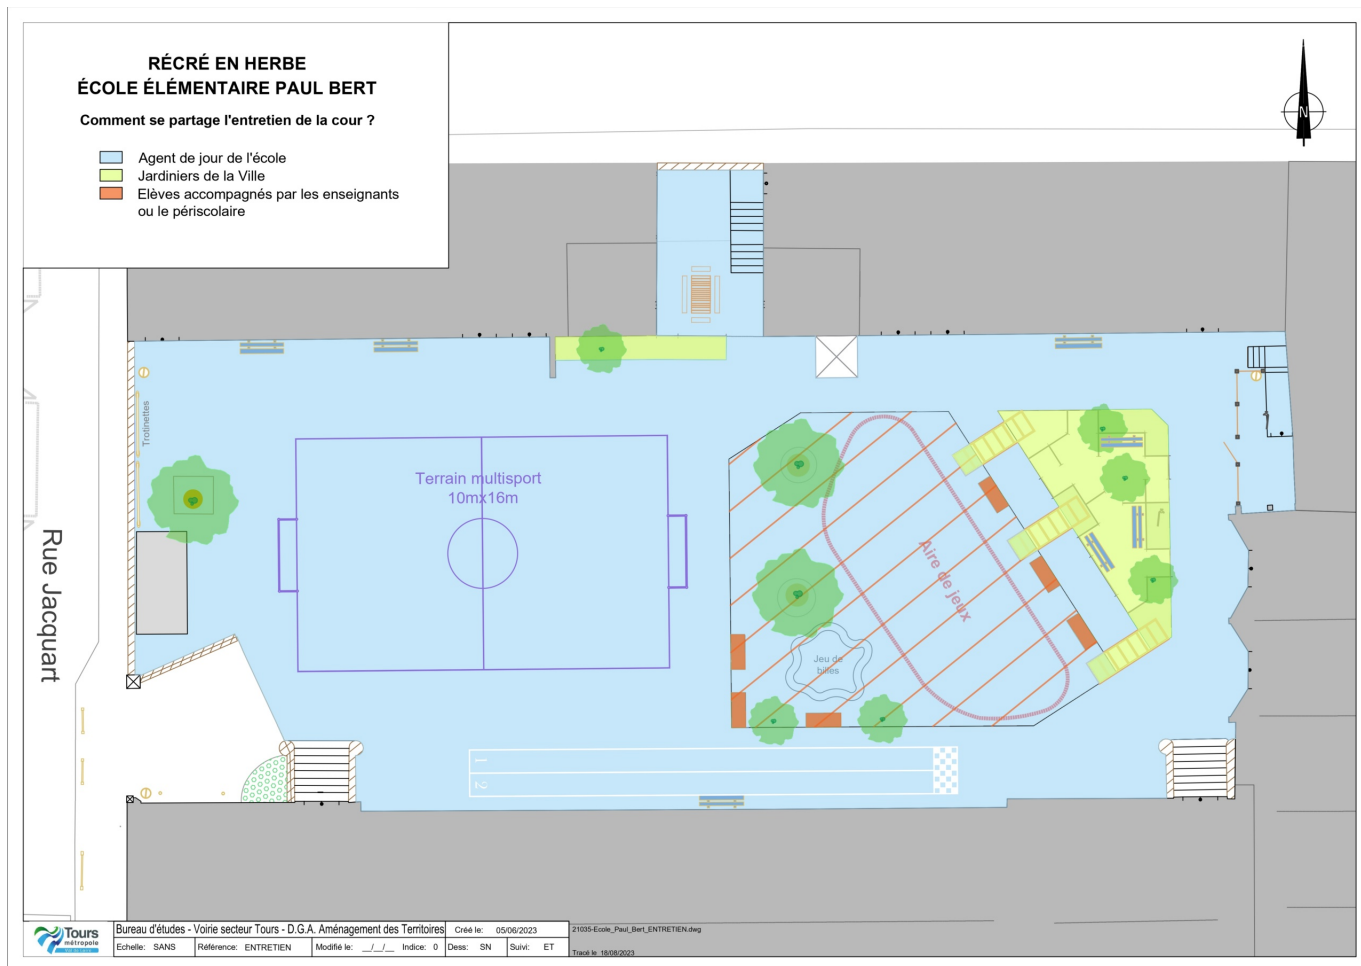 RÉCRÉ EN HERBE
ÉCOLE ÉLÉMENTAIRE PAUL BERT
Comment se partage l'entretien de la cour ?
Agent de jour de l'école
Jardiniers de la Ville
Elèves accompagnés par les enseignants
ou le périscolaire
N
Trotinettes
Terrain multisport
10mx16m
Aire de jeux
Jeu de
billes
Rue Jacquart
1
2
Tours
métropole
Bureau d'études - Voirie secteur Tours - D.G.A. Aménagement des Territoires
Créé le: 05/06/2023
21035-Ecole_Paul_Bert_ENTRETIEN.dwg
Echelle: SANS
Référence: ENTRETIEN
Modifié le: __/_/__
Indice: 0
Dess: SN
Suivi: ET
Tracé le 18/08/2023